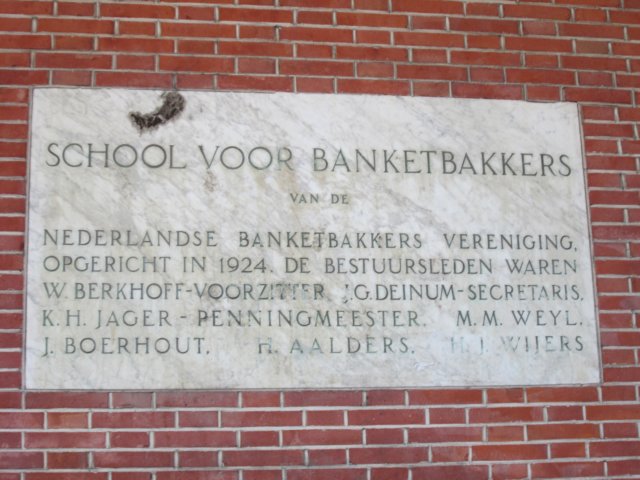 SCHOOL VOOR BANKETBAKKERS
VAN DE
NEDERLANDSE BANKETBAKKERS VERENIGING,
OPGERICHT IN 1924. DE BESTUURSLEDEN WAREN
W. BERKHOFF-VOORZITTER. J.G. DEINUM-SECRETARIS.
K.H. JAGER - PENNINGMEESTER. M.M. WEYL.
J. BOERHOUT. H. AALDERS. H.J. WIJERS